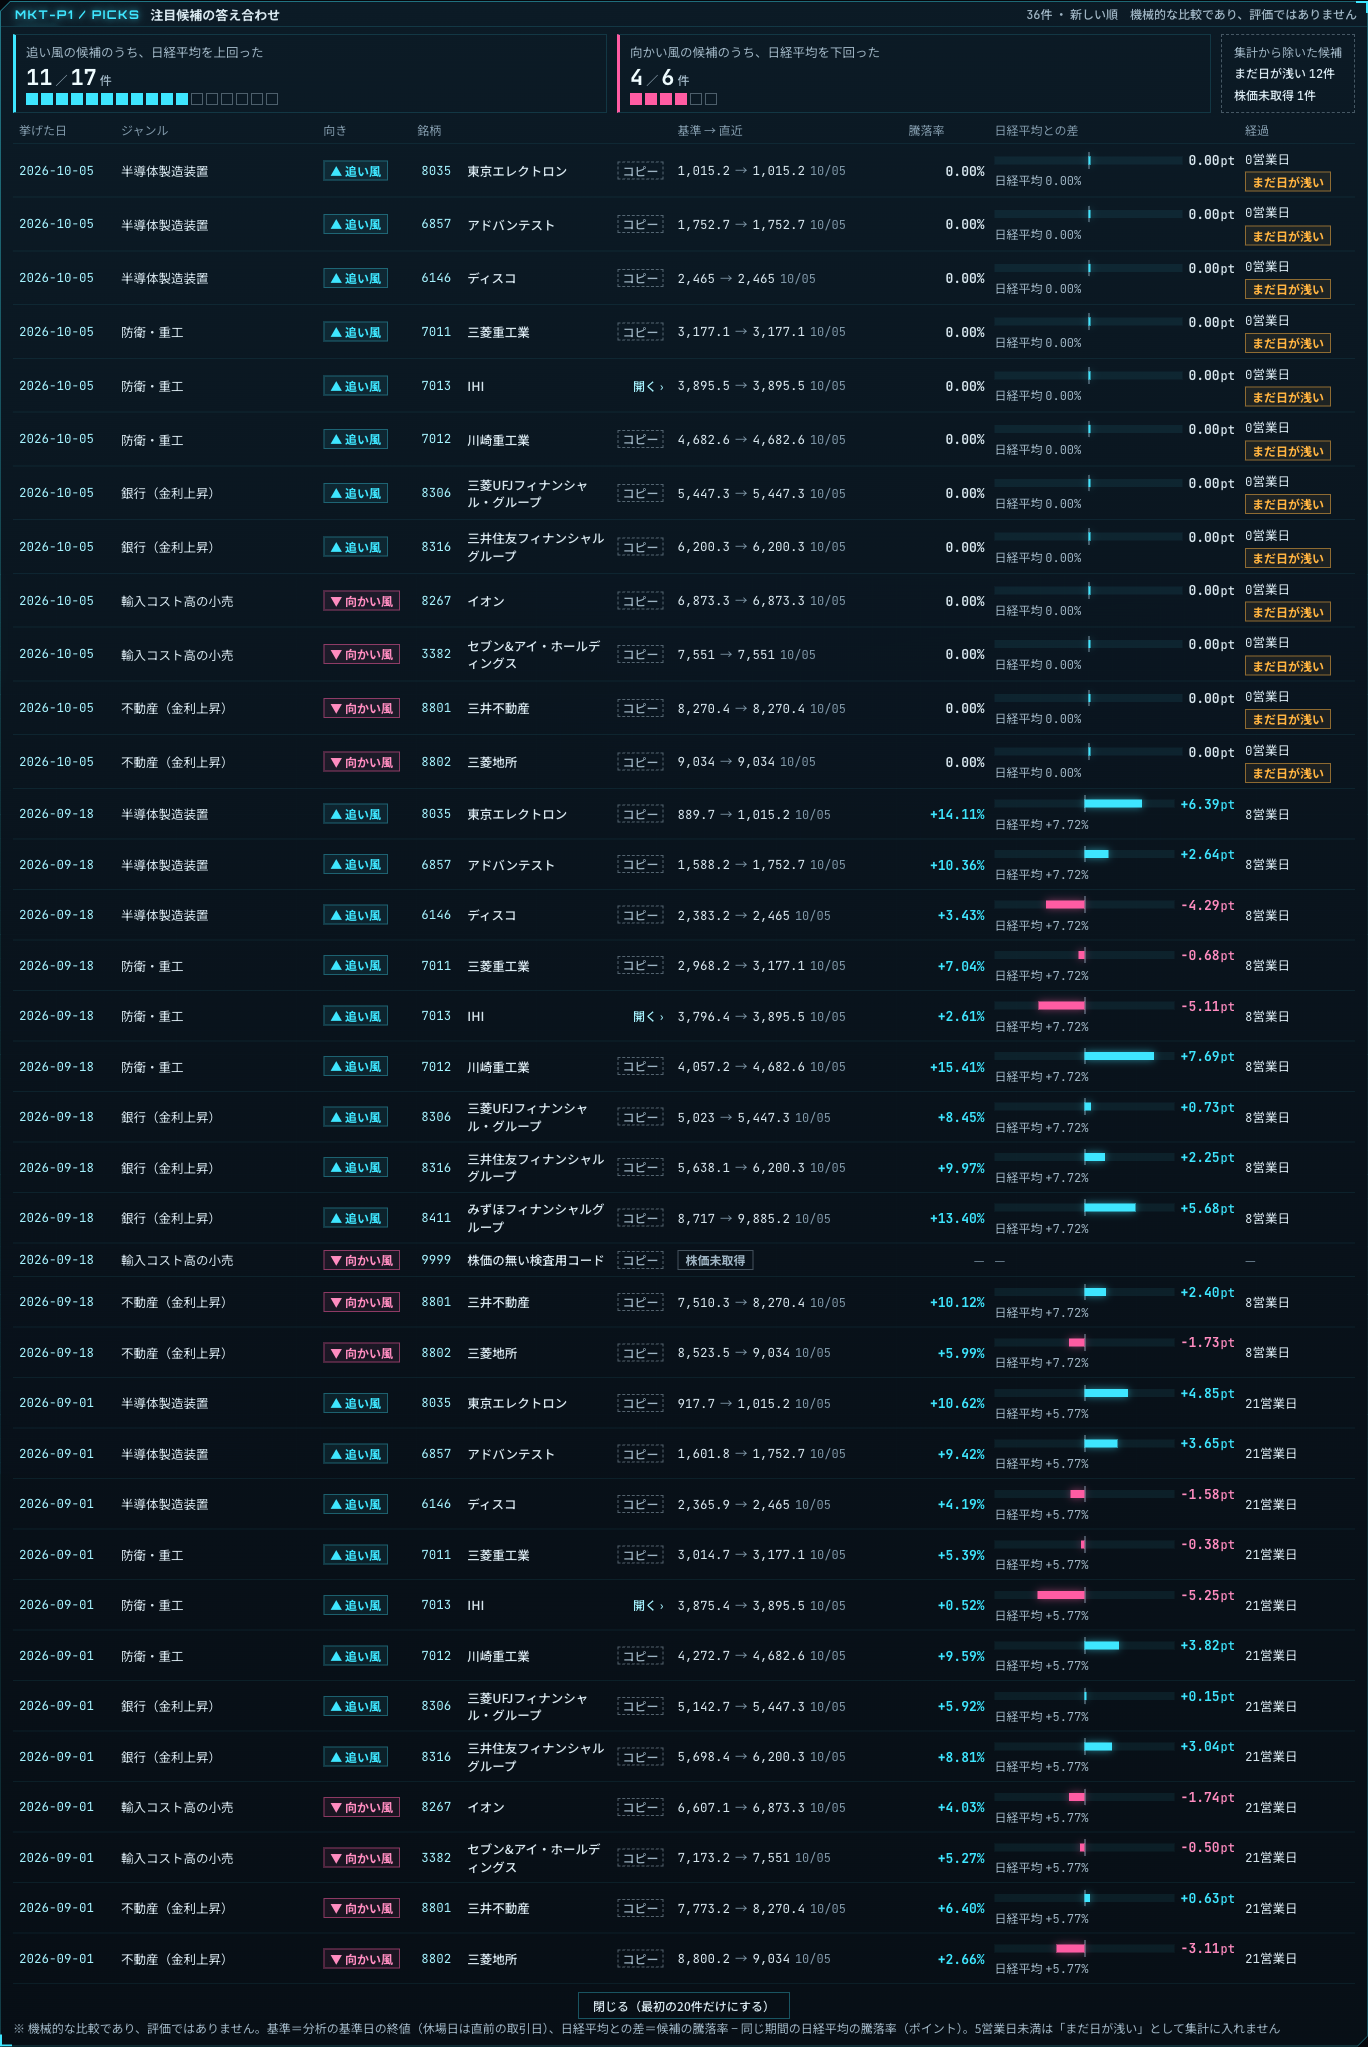 MKT-P1 / PICKS 注目候補の答え合わせ 36件・新しい順 機械的な比較であり、評価ではありません
追い風の候補のうち、日経平均を上回った
11／17件
向かい風の候補のうち、日経平均を下回った
4／6件
集計から除いた候補
まだ日が浅い 12件
株価未取得 1件
挙げた日 ジャンル 向き 銘柄 基準→直近 騰落率 日経平均との差 経過
2026-10-05 半導体製造装置 ▲追い風 8035 東京エレクトロン コピー 1,015.2 → 1,015.2 10/05 0.00% 0.00pt 0営業日
日経平均 0.00% まだ日が浅い
2026-10-05 半導体製造装置 ▲追い風 6857 アドバンテスト コピー 1,752.7 → 1,752.7 10/05 0.00% 0.00pt 0営業日
日経平均 0.00% まだ日が浅い
2026-10-05 半導体製造装置 ▲追い風 6146 ディスコ コピー 2,465 → 2,465 10/05 0.00% 0.00pt 0営業日
日経平均 0.00% まだ日が浅い
2026-10-05 防衛・重工 ▲追い風 7011 三菱重工業 コピー 3,177.1 → 3,177.1 10/05 0.00% 0.00pt 0営業日
日経平均 0.00% まだ日が浅い
2026-10-05 防衛・重工 ▲追い風 7013 IHI 開く › 3,895.5 → 3,895.5 10/05 0.00% 0.00pt 0営業日
日経平均 0.00% まだ日が浅い
2026-10-05 防衛・重工 ▲追い風 7012 川崎重工業 コピー 4,682.6 → 4,682.6 10/05 0.00% 0.00pt 0営業日
日経平均 0.00% まだ日が浅い
2026-10-05 銀行（金利上昇） ▲追い風 8306 三菱UFJフィナンシャ
ル・グループ コピー 5,447.3 → 5,447.3 10/05 0.00% 0.00pt 0営業日
日経平均 0.00% まだ日が浅い
2026-10-05 銀行（金利上昇） ▲追い風 8316 三井住友フィナンシャル
グループ コピー 6,200.3 → 6,200.3 10/05 0.00% 0.00pt 0営業日
日経平均 0.00% まだ日が浅い
2026-10-05 輸入コスト高の小売 ▼向かい風 8267 イオン コピー 6,873.3 → 6,873.3 10/05 0.00% 0.00pt 0営業日
日経平均 0.00% まだ日が浅い
2026-10-05 輸入コスト高の小売 ▼向かい風 3382 セブン&アイ・ホールデ
ィングス コピー 7,551 → 7,551 10/05 0.00% 0.00pt 0営業日
日経平均 0.00% まだ日が浅い
2026-10-05 不動産（金利上昇） ▼向かい風 8801 三井不動産 コピー 8,270.4 → 8,270.4 10/05 0.00% 0.00pt 0営業日
日経平均 0.00% まだ日が浅い
2026-10-05 不動産（金利上昇） ▼向かい風 8802 三菱地所 コピー 9,034 → 9,034 10/05 0.00% 0.00pt 0営業日
日経平均 0.00% まだ日が浅い
2026-09-18 半導体製造装置 ▲追い風 8035 東京エレクトロン コピー 889.7 → 1,015.2 10/05 +14.11% +6.39pt 8営業日
日経平均 +7.72%
2026-09-18 半導体製造装置 ▲追い風 6857 アドバンテスト コピー 1,588.2 → 1,752.7 10/05 +10.36% +2.64pt 8営業日
日経平均 +7.72%
2026-09-18 半導体製造装置 ▲追い風 6146 ディスコ コピー 2,383.2 → 2,465 10/05 +3.43% -4.29pt 8営業日
日経平均 +7.72%
2026-09-18 防衛・重工 ▲追い風 7011 三菱重工業 コピー 2,968.2 → 3,177.1 10/05 +7.04% -0.68pt 8営業日
日経平均 +7.72%
2026-09-18 防衛・重工 ▲追い風 7013 IHI 開く › 3,796.4 → 3,895.5 10/05 +2.61% -5.11pt 8営業日
日経平均 +7.72%
2026-09-18 防衛・重工 ▲追い風 7012 川崎重工業 コピー 4,057.2 → 4,682.6 10/05 +15.41% +7.69pt 8営業日
日経平均 +7.72%
2026-09-18 銀行（金利上昇） ▲追い風 8306 三菱UFJフィナンシャ
ル・グループ コピー 5,023 → 5,447.3 10/05 +8.45% +0.73pt 8営業日
日経平均 +7.72%
2026-09-18 銀行（金利上昇） ▲追い風 8316 三井住友フィナンシャル
グループ コピー 5,638.1 → 6,200.3 10/05 +9.97% +2.25pt 8営業日
日経平均 +7.72%
2026-09-18 銀行（金利上昇） ▲追い風 8411 みずほフィナンシャルグ
ループ コピー 8,717 → 9,885.2 10/05 +13.40% +5.68pt 8営業日
日経平均 +7.72%
2026-09-18 輸入コスト高の小売 ▼向かい風 9999 株価の無い検査用コード コピー 株価未取得 — — —
2026-09-18 不動産（金利上昇） ▼向かい風 8801 三井不動産 コピー 7,510.3 → 8,270.4 10/05 +10.12% +2.40pt 8営業日
日経平均 +7.72%
2026-09-18 不動産（金利上昇） ▼向かい風 8802 三菱地所 コピー 8,523.5 → 9,034 10/05 +5.99% -1.73pt 8営業日
日経平均 +7.72%
2026-09-01 半導体製造装置 ▲追い風 8035 東京エレクトロン コピー 917.7 → 1,015.2 10/05 +10.62% +4.85pt 21営業日
日経平均 +5.77%
2026-09-01 半導体製造装置 ▲追い風 6857 アドバンテスト コピー 1,601.8 → 1,752.7 10/05 +9.42% +3.65pt 21営業日
日経平均 +5.77%
2026-09-01 半導体製造装置 ▲追い風 6146 ディスコ コピー 2,365.9 → 2,465 10/05 +4.19% -1.58pt 21営業日
日経平均 +5.77%
2026-09-01 防衛・重工 ▲追い風 7011 三菱重工業 コピー 3,014.7 → 3,177.1 10/05 +5.39% -0.38pt 21営業日
日経平均 +5.77%
2026-09-01 防衛・重工 ▲追い風 7013 IHI 開く › 3,875.4 → 3,895.5 10/05 +0.52% -5.25pt 21営業日
日経平均 +5.77%
2026-09-01 防衛・重工 ▲追い風 7012 川崎重工業 コピー 4,272.7 → 4,682.6 10/05 +9.59% +3.82pt 21営業日
日経平均 +5.77%
2026-09-01 銀行（金利上昇） ▲追い風 8306 三菱UFJフィナンシャ
ル・グループ コピー 5,142.7 → 5,447.3 10/05 +5.92% +0.15pt 21営業日
日経平均 +5.77%
2026-09-01 銀行（金利上昇） ▲追い風 8316 三井住友フィナンシャル
グループ コピー 5,698.4 → 6,200.3 10/05 +8.81% +3.04pt 21営業日
日経平均 +5.77%
2026-09-01 輸入コスト高の小売 ▼向かい風 8267 イオン コピー 6,607.1 → 6,873.3 10/05 +4.03% -1.74pt 21営業日
日経平均 +5.77%
2026-09-01 輸入コスト高の小売 ▼向かい風 3382 セブン&アイ・ホールデ
ィングス コピー 7,173.2 → 7,551 10/05 +5.27% -0.50pt 21営業日
日経平均 +5.77%
2026-09-01 不動産（金利上昇） ▼向かい風 8801 三井不動産 コピー 7,773.2 → 8,270.4 10/05 +6.40% +0.63pt 21営業日
日経平均 +5.77%
2026-09-01 不動産（金利上昇） ▼向かい風 8802 三菱地所 コピー 8,800.2 → 9,034 10/05 +2.66% -3.11pt 21営業日
日経平均 +5.77%
閉じる（最初の20件だけにする）
※ 機械的な比較であり、評価ではありません。基準＝分析の基準日の終値（休場日は直前の取引日）、日経平均との差＝候補の騰落率 − 同じ期間の日経平均の騰落率（ポイント）。5営業日未満は「まだ日が浅い」として集計に入れません